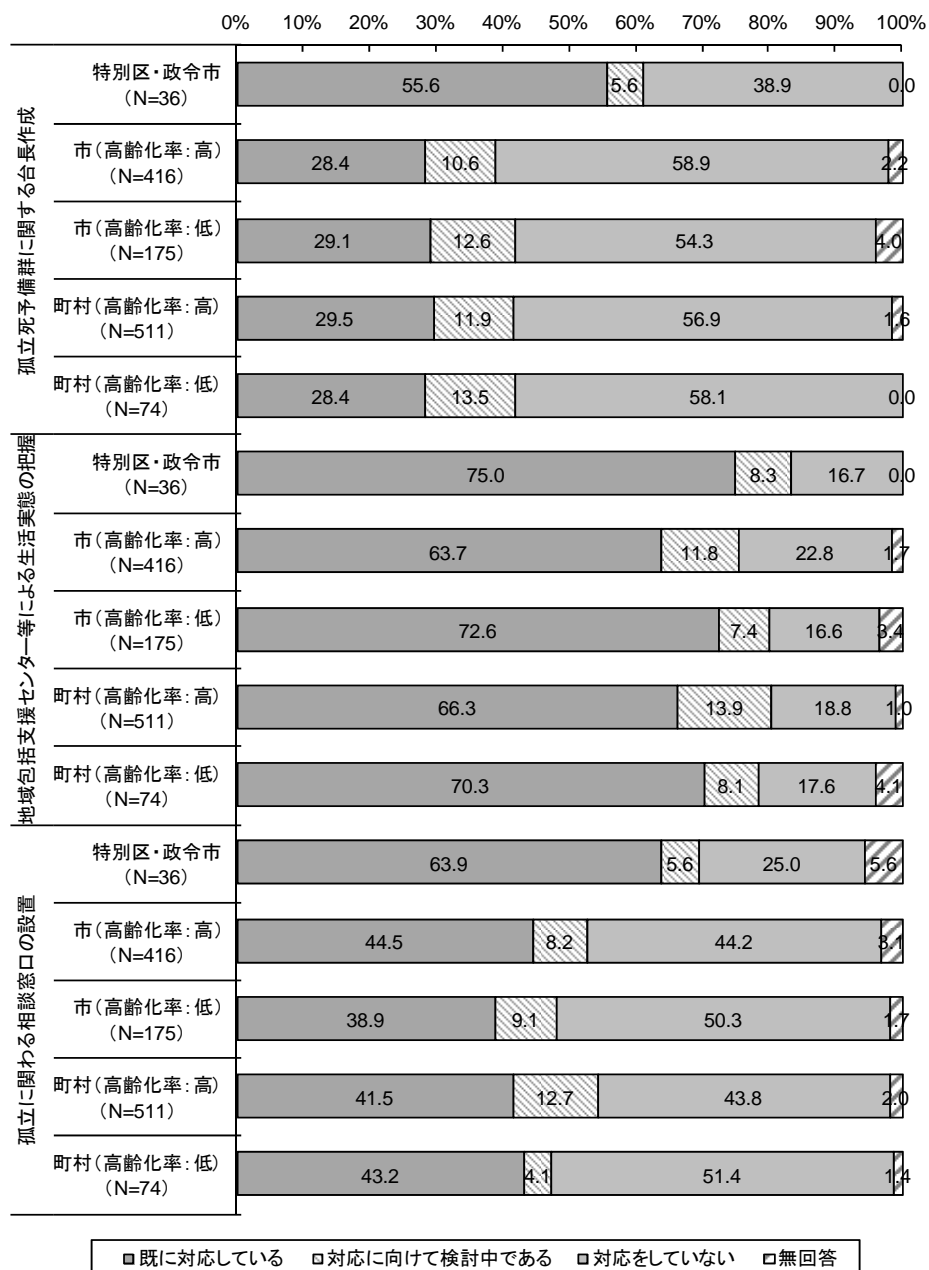 0% 10% 20% 30% 40% 50% 60% 70% 80% 90% 100%
孤立死予備群に関する台長作成
特別区・政令市
(N=36)
55.6 5.6 38.9 0.0
市(高齢化率:高)
(N=416)
28.4 10.6 58.9 2.2
市(高齢化率:低)
(N=175)
29.1 12.6 54.3 4.0
町村(高齢化率:高)
(N=511)
29.5 11.9 56.9 1.6
町村(高齢化率:低)
(N=74)
28.4 13.5 58.1 0.0
地域包括支援センター等による生活実態の把握
特別区・政令市
(N=36)
75.0 8.3 16.7 0.0
市(高齢化率:高)
(N=416)
63.7 11.8 22.8 1.7
市(高齢化率:低)
(N=175)
72.6 7.4 16.6 3.4
町村(高齢化率:高)
(N=511)
66.3 13.9 18.8 1.0
町村(高齢化率:低)
(N=74)
70.3 8.1 17.6 4.1
孤立に関わる相談窓口の設置
特別区・政令市
(N=36)
63.9 5.6 25.0 5.6
市(高齢化率:高)
(N=416)
44.5 8.2 44.2 3.1
市(高齢化率:低)
(N=175)
38.9 9.1 50.3 1.7
町村(高齢化率:高)
(N=511)
41.5 12.7 43.8 2.0
町村(高齢化率:低)
(N=74)
43.2 4.1 51.4 1.4
既に対応している 対応に向けて検討中である 対応をしていない 無回答